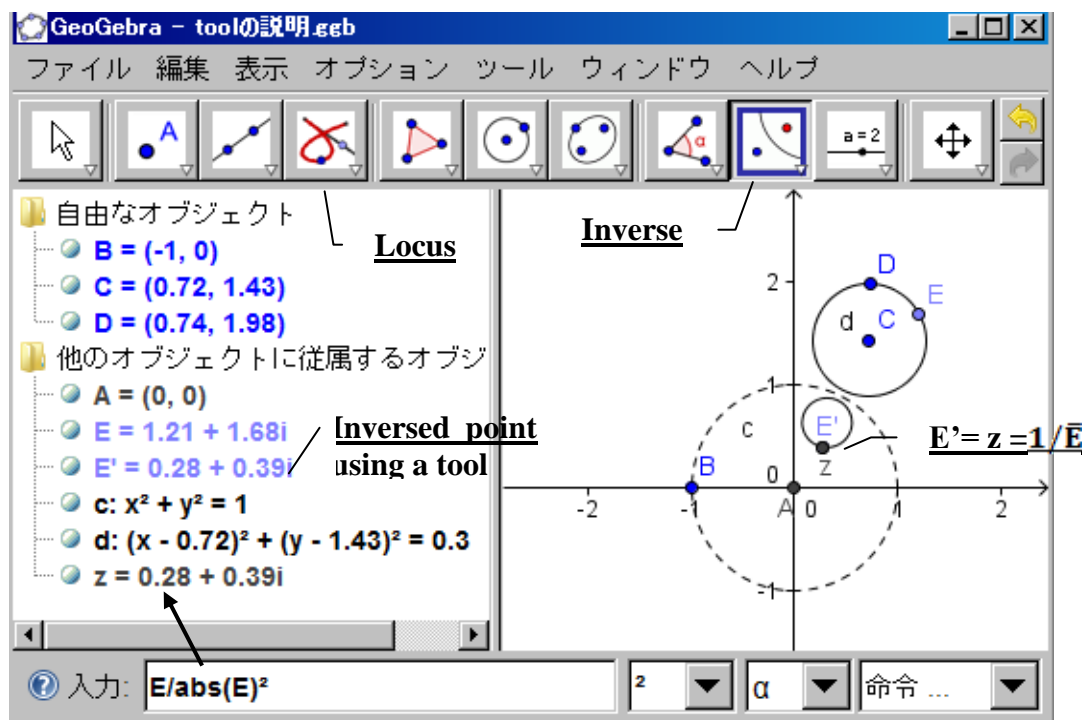 GeoGebra - toolの説明.ggb
ファイル 編集 表示 オプション ツール ウィンドウ ヘルプ
A
α
a = 2
自由なオブジェクト
B = (-1, 0)
C = (0.72, 1.43)
D = (0.74, 1.98)
他のオブジェクトに従属するオブジ
A = (0, 0)
E = 1.21 + 1.68i
E' = 0.28 + 0.39i
c: x² + y² = 1
d: (x - 0.72)² + (y - 1.43)² = 0.3
z = 0.28 + 0.39i
Locus
Inverse
Inversed point
using a tool
D
2
E
d C
1
c
E'
E'= z =1/Ē
B
0
z
-2
-1
A
0
1
2
-1
入力:
E/abs(E)²
²
α
命令 ...